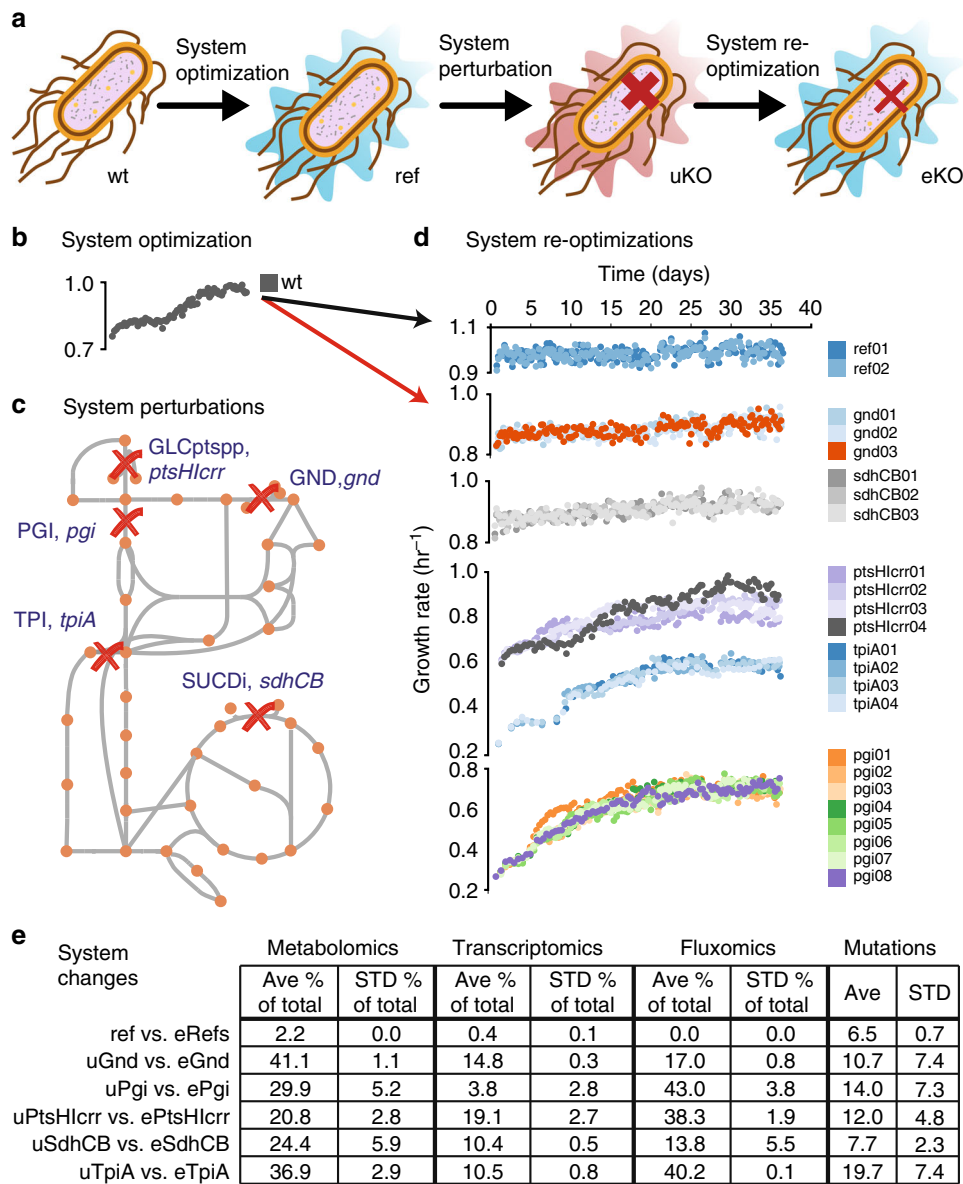 a
System optimization
System perturbation
System re-optimization
wt
ref
uKO
eKO
b System optimization
1.0
0.7
wt
c System perturbations
GLCptspp, ptsHIcrr
GND, gnd
PGI, pgi
TPI, tpiA
SUCDi, sdhCB
d System re-optimizations
Time (days)
0 5 10 15 20 25 30 35 40
Growth rate (hr⁻¹)
1.1
0.9
1.0
0.8
1.0
0.8
1.0
0.8
0.6
0.4
0.2
0.8
0.6
0.4
0.2
ref01
ref02
gnd01
gnd02
gnd03
sdhCB01
sdhCB02
sdhCB03
ptsHIcrr01
ptsHIcrr02
ptsHIcrr03
ptsHIcrr04
tpiA01
tpiA02
tpiA03
tpiA04
pgi01
pgi02
pgi03
pgi04
pgi05
pgi06
pgi07
pgi08
e System changes
Metabolomics Transcriptomics Fluxomics Mutations
Ave % of total STD % of total Ave % of total STD % of total Ave % of total STD % of total Ave STD
ref vs. eRefs 2.2 0.0 0.4 0.1 0.0 0.0 6.5 0.7
uGnd vs. eGnd 41.1 1.1 14.8 0.3 17.0 0.8 10.7 7.4
uPgi vs. ePgi 29.9 5.2 3.8 2.8 43.0 3.8 14.0 7.3
uPtsHIcrr vs. ePtsHIcrr 20.8 2.8 19.1 2.7 38.3 1.9 12.0 4.8
uSdhCB vs. eSdhCB 24.4 5.9 10.4 0.5 13.8 5.5 7.7 2.3
uTpiA vs. eTpiA 36.9 2.9 10.5 0.8 40.2 0.1 19.7 7.4